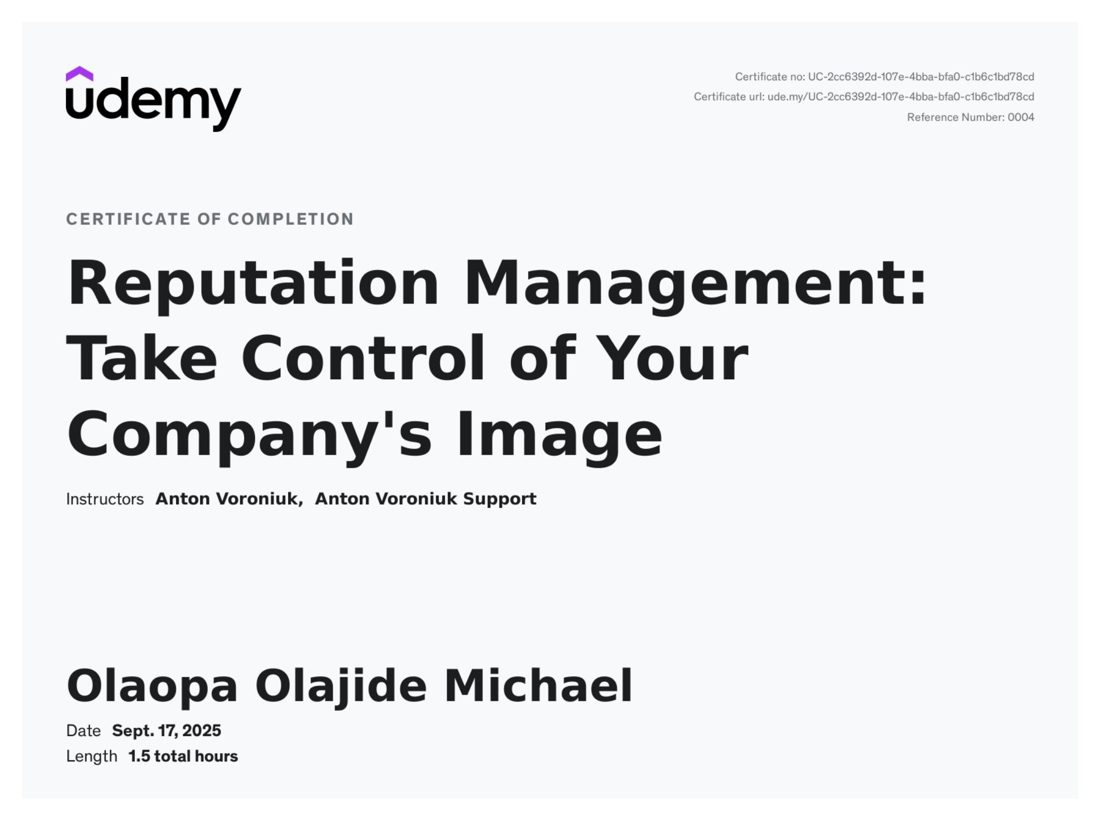 udemy
Certificate no: UC-2cc6392d-107e-4bba-bfa0-c1b6c1bd78cd
Certificate url: ude.my/UC-2cc6392d-107e-4bba-bfa0-c1b6c1bd78cd
Reference Number: 0004
CERTIFICATE OF COMPLETION
Reputation Management:
Take Control of Your
Company's Image
Instructors Anton Voroniuk, Anton Voroniuk Support
Olaopa Olajide Michael
Date Sept. 17, 2025
Length 1.5 total hours